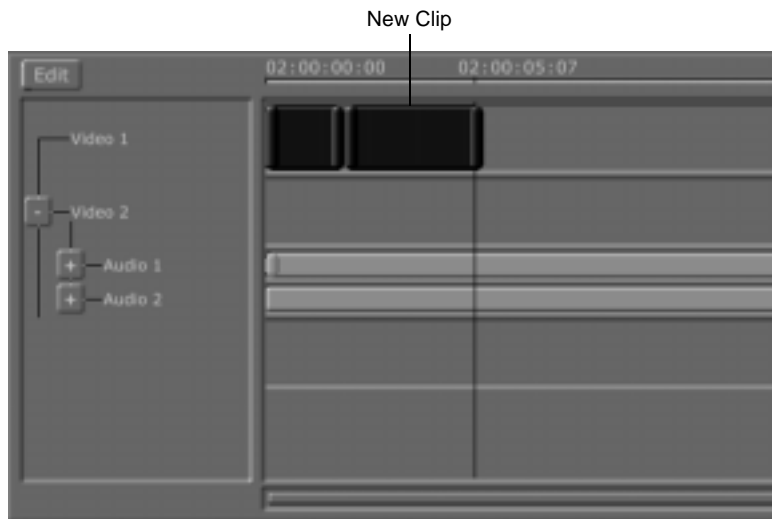 New Clip
Edit
02:00:00:00 02:00:05:07
Video 1
- Video 2
+ Audio 1
+ Audio 2